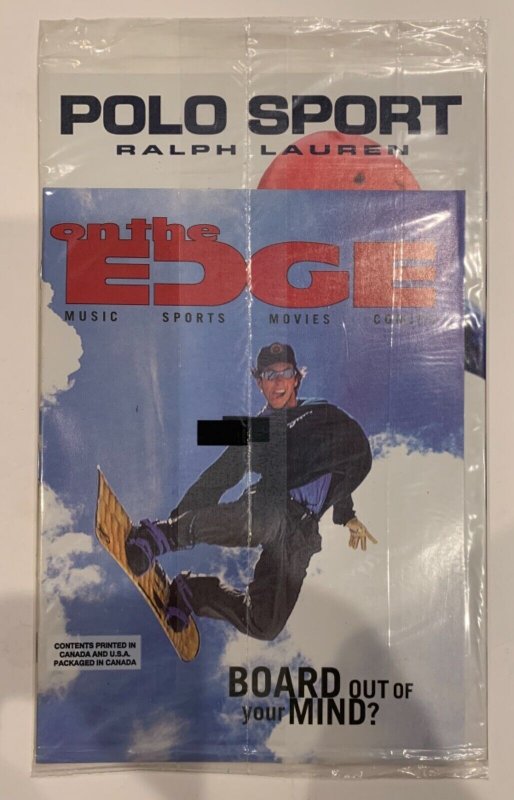 POLO SPORT
RALPH LAUREN
on the
EDGE
MUSIC SPORTS MOVIES
CONTENTS PRINTED IN
CANADA AND U.S.A.
PACKAGED IN CANADA
BOARD OUT OF
your MIND?